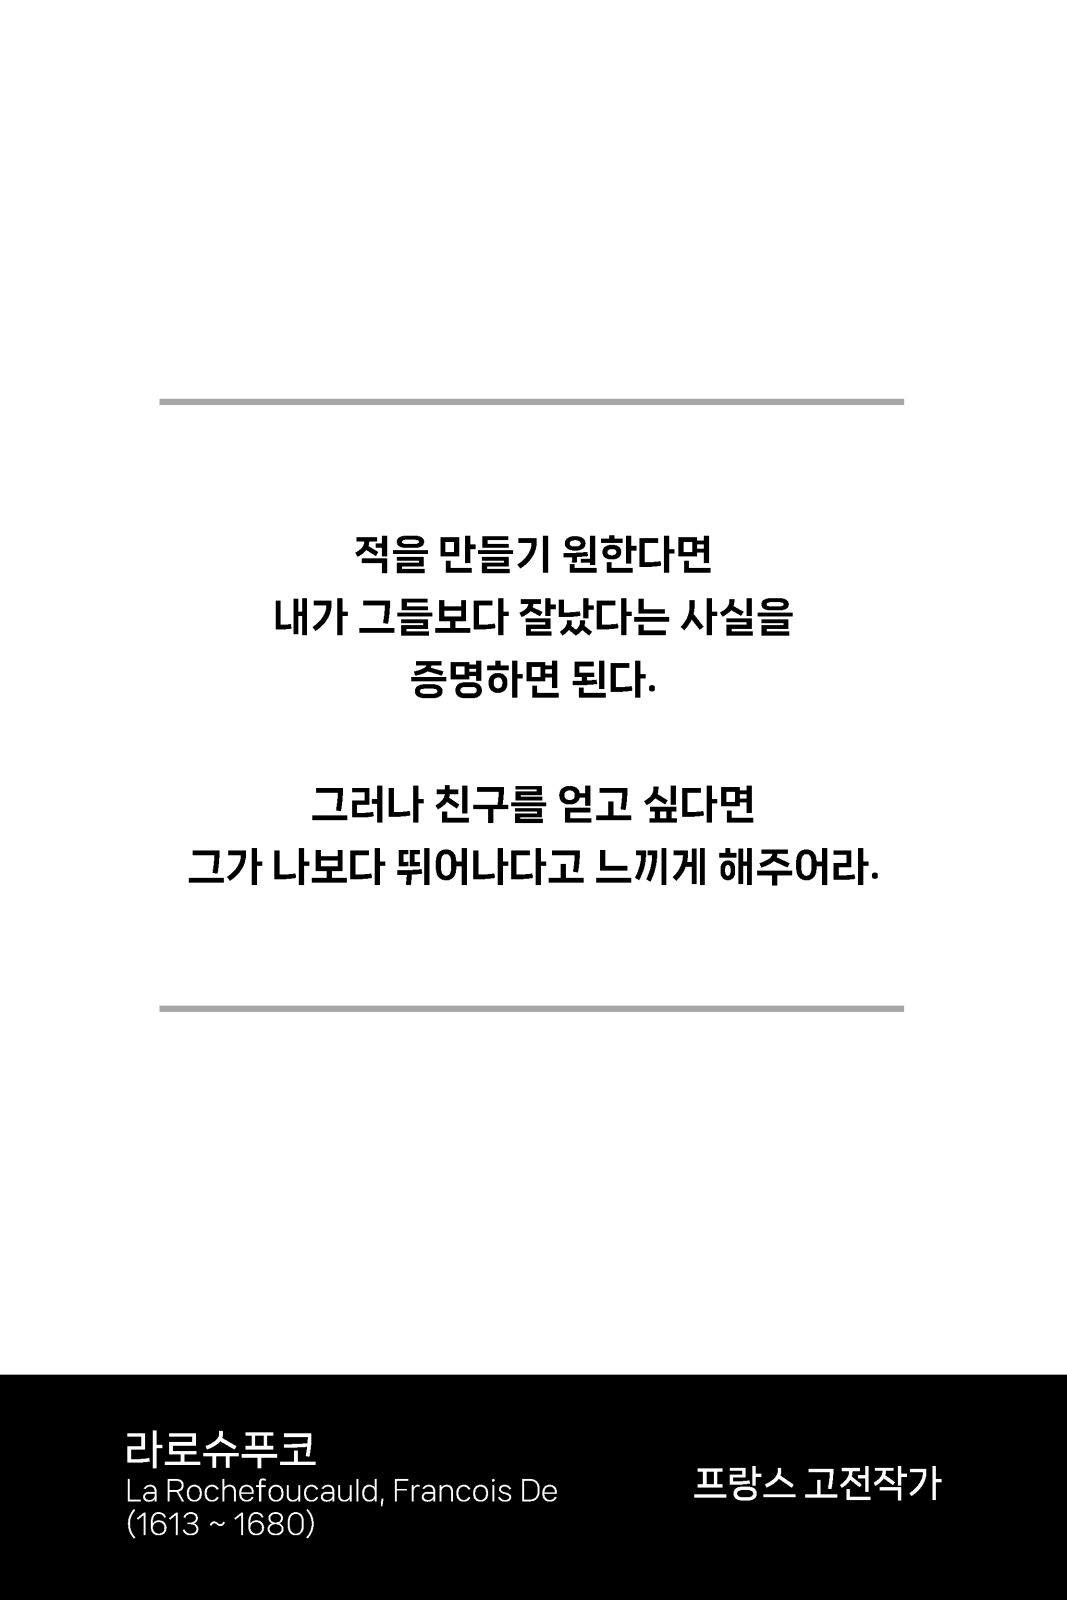 적을 만들기 원한다면
내가 그들보다 잘났다는 사실을
증명하면 된다.
그러나 친구를 얻고 싶다면
그가 나보다 뛰어나다고 느끼게 해주어라.
라로슈푸코
La Rochefoucauld, Francois De
(1613 ~ 1680)
프랑스 고전작가